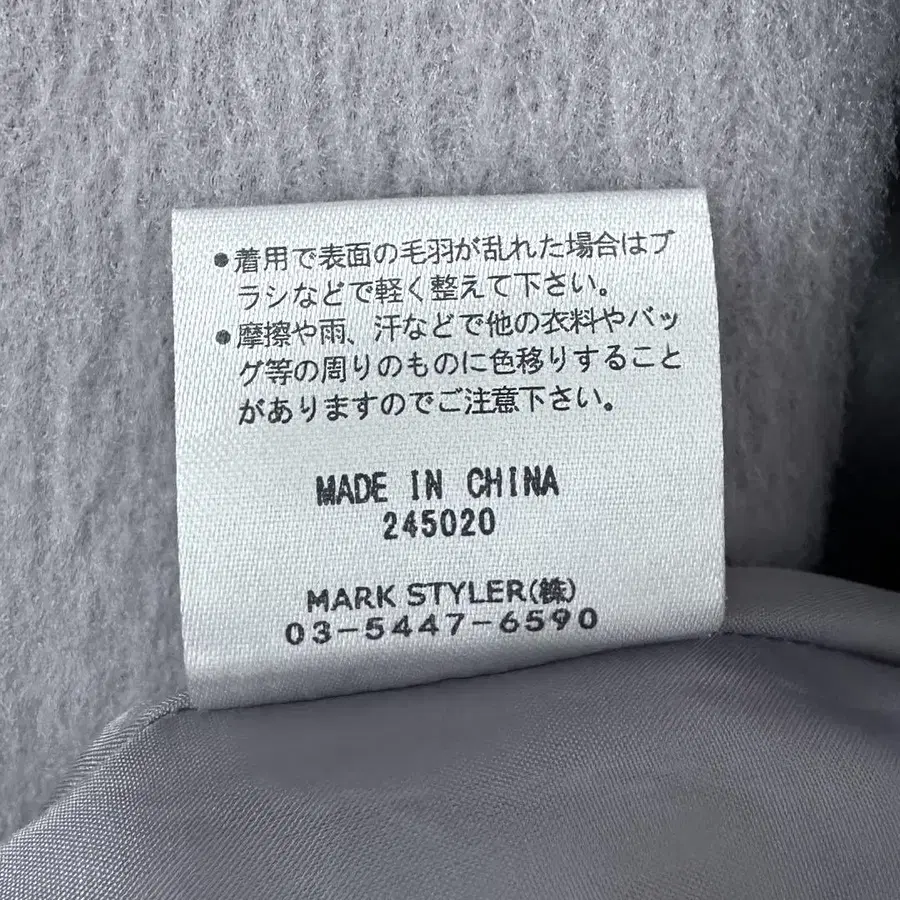 ●着用で表面の毛羽が乱れた場合はブ
ラシなどで軽く整えて下さい。
●摩擦や雨、汗などで他の衣料やバッ
グ等の周りのものに色移りすること
がありますのでご注意下さい。
MADE IN CHINA
245020
MARK STYLER(株)
03-5447-6590